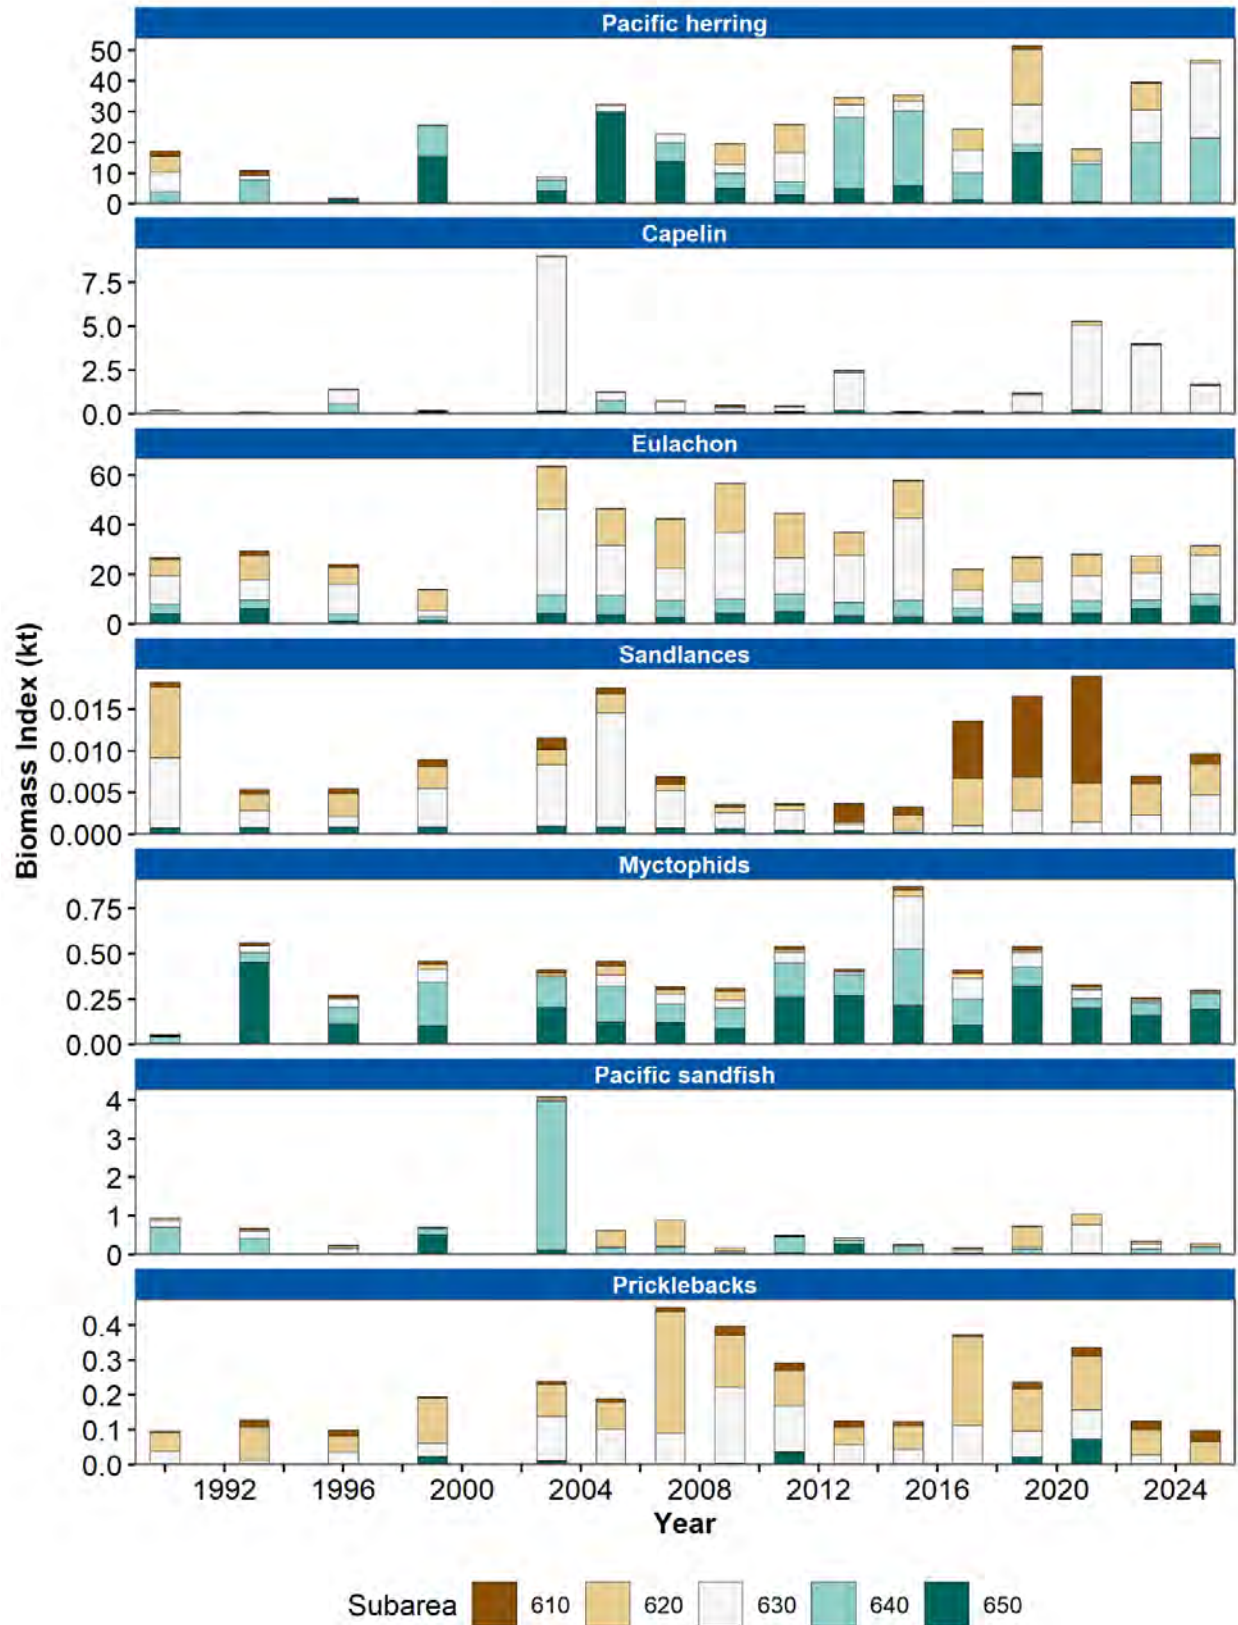 Pacific herring
50
40
30
20
10
0
Capelin
7.5
5.0
2.5
0.0
Eulachon
60
40
20
0
Sandlances
0.015
0.010
0.005
0.000
Myctophids
0.75
0.50
0.25
0.00
Pacific sandfish
4
3
2
1
0
Pricklebacks
0.4
0.3
0.2
0.1
0.0
Biomass Index (kt)
1992 1996 2000 2004 2008 2012 2016 2020 2024
Year
Subarea 610 620 630 640 650